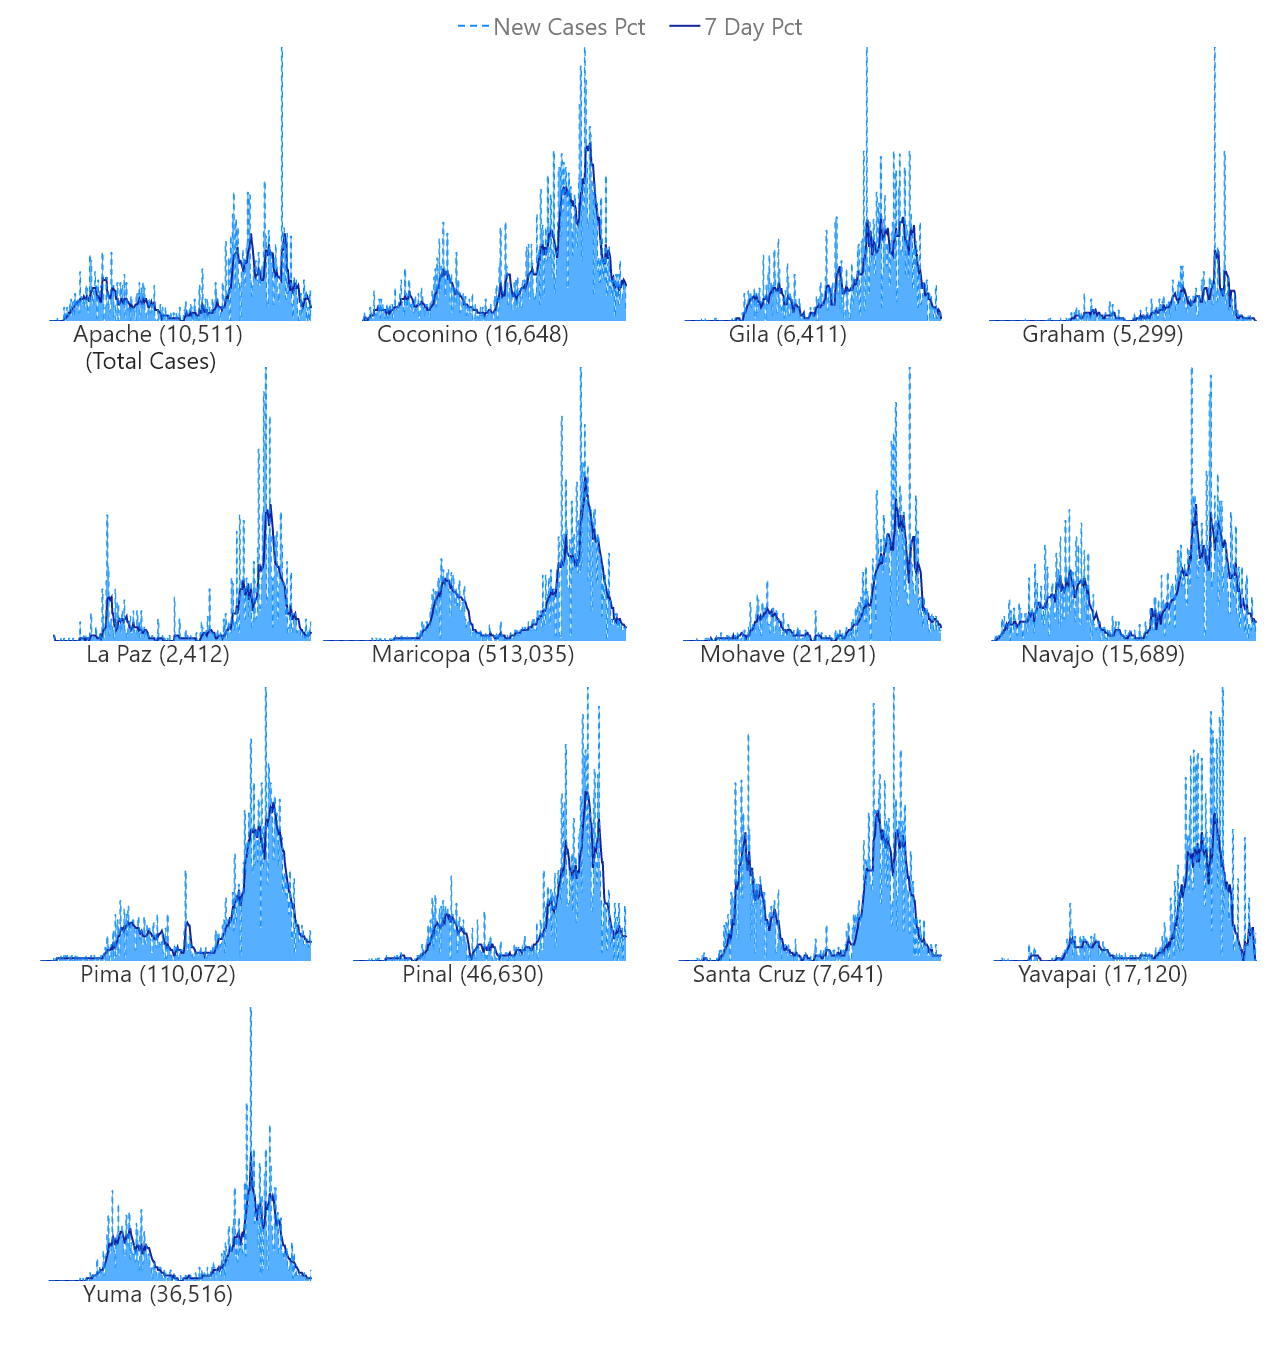 New Cases Pct 7 Day Pct
Apache (10,511) Coconino (16,648) Gila (6,411) Graham (5,299)
(Total Cases)
La Paz (2,412) Maricopa (513,035) Mohave (21,291) Navajo (15,689)
Pima (110,072) Pinal (46,630) Santa Cruz (7,641) Yavapai (17,120)
Yuma (36,516)